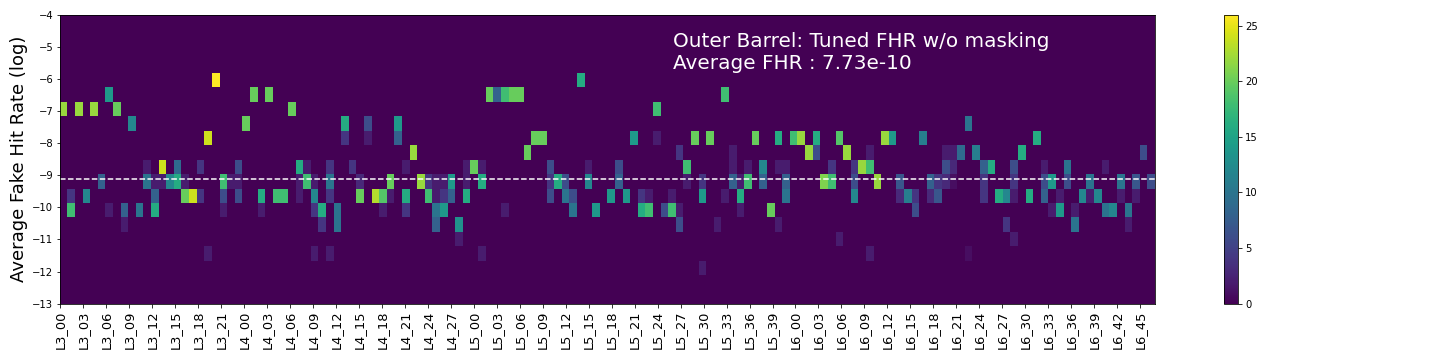 Outer Barrel: Tuned FHR w/o masking
Average FHR : 7.73e-10
Average Fake Hit Rate (log)
−4
−5
−6
−7
−8
−9
−10
−11
−12
−13
L3_00
L3_03
L3_06
L3_09
L3_12
L3_15
L3_18
L3_21
L4_00
L4_03
L4_06
L4_09
L4_12
L4_15
L4_18
L4_21
L4_24
L4_27
L5_00
L5_03
L5_06
L5_09
L5_12
L5_15
L5_18
L5_21
L5_24
L5_27
L5_30
L5_33
L5_36
L5_39
L6_00
L6_03
L6_06
L6_09
L6_12
L6_15
L6_18
L6_21
L6_24
L6_27
L6_30
L6_33
L6_36
L6_39
L6_42
L6_45
25
20
15
10
5
0